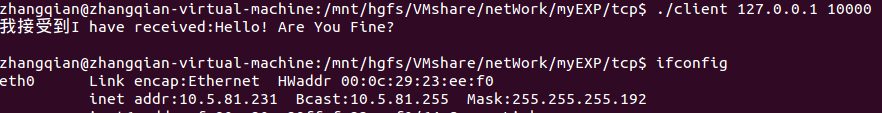 zhangqian@zhangqian-virtual-machine:/mnt/hgfs/VMshare/netWork/myEXP/tcp$ ./client 127.0.0.1 10000
我接受到I have received:Hello! Are You Fine?
zhangqian@zhangqian-virtual-machine:/mnt/hgfs/VMshare/netWork/myEXP/tcp$ ifconfig
eth0      Link encap:Ethernet  HWaddr 00:0c:29:23:ee:f0
          inet addr:10.5.81.231  Bcast:10.5.81.255  Mask:255.255.255.192